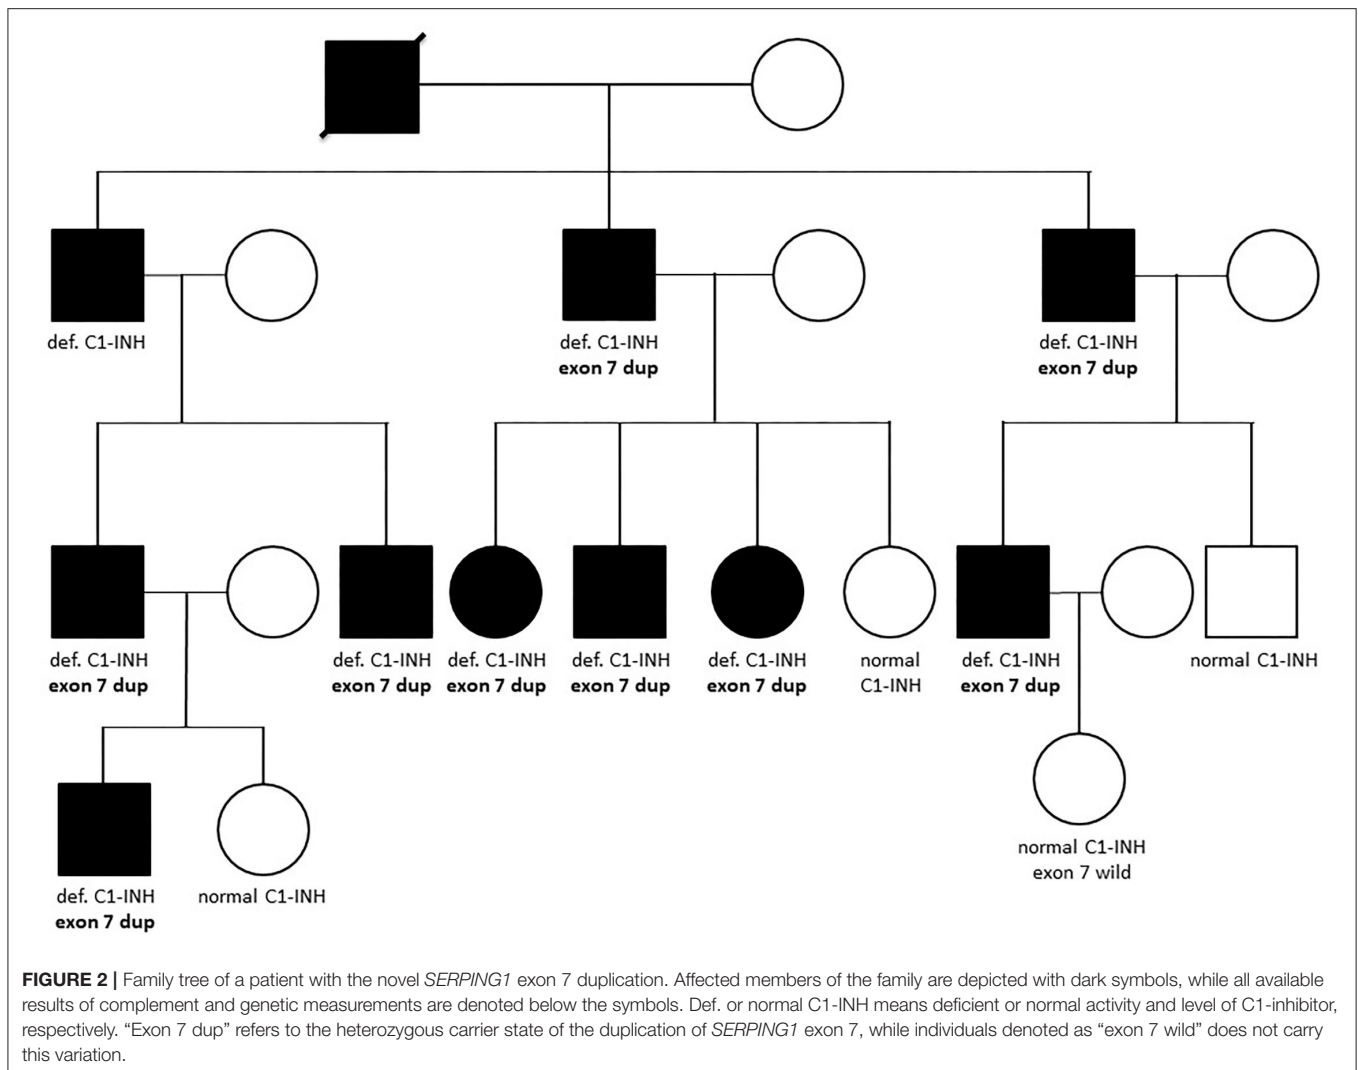 def. C1-INH
def. C1-INH
exon 7 dup
def. C1-INH
exon 7 dup
def. C1-INH
exon 7 dup
def. C1-INH
exon 7 dup
def. C1-INH
exon 7 dup
def. C1-INH
exon 7 dup
def. C1-INH
exon 7 dup
normal
C1-INH
def. C1-INH
exon 7 dup
normal C1-INH
def. C1-INH
exon 7 dup
normal C1-INH
normal C1-INH
exon 7 wild
FIGURE 2 | Family tree of a patient with the novel SERPING1 exon 7 duplication. Affected members of the family are depicted with dark symbols, while all available
results of complement and genetic measurements are denoted below the symbols. Def. or normal C1-INH means deficient or normal activity and level of C1-inhibitor,
respectively. “Exon 7 dup” refers to the heterozygous carrier state of the duplication of SERPING1 exon 7, while individuals denoted as “exon 7 wild” does not carry
this variation.